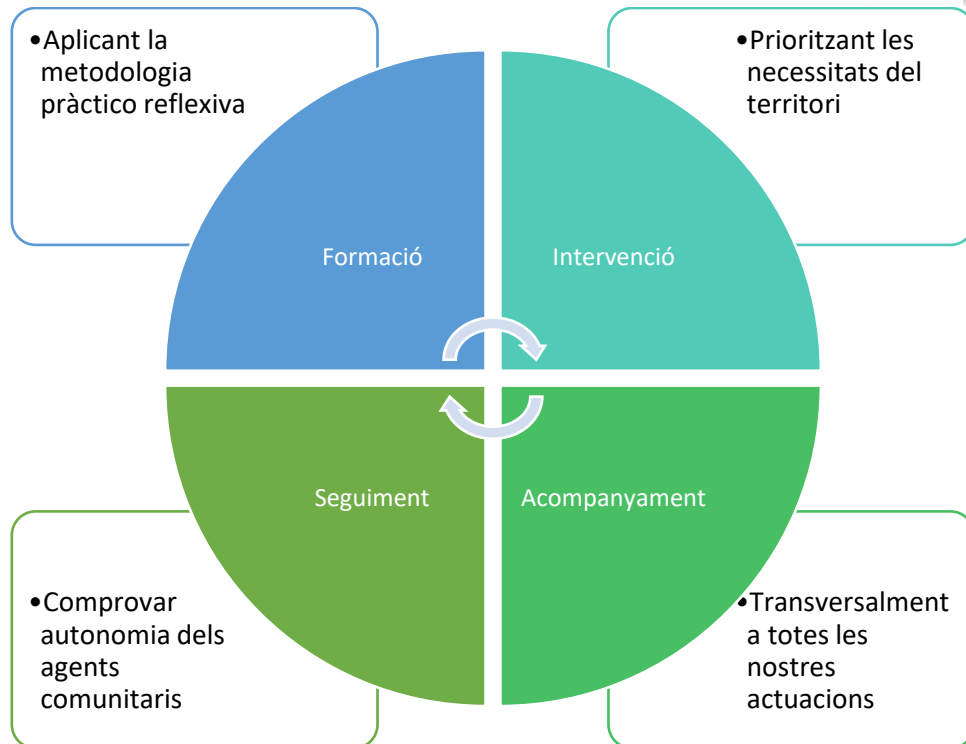 •Aplicant la
metodologia
pràctico reflexiva
•Prioritzant les
necessitats del
territori
Formació
Intervenció
Seguiment
Acompanyament
•Comprovar
autonomia dels
agents
comunitaris
•Transversalment
a totes les
nostres
actuacions